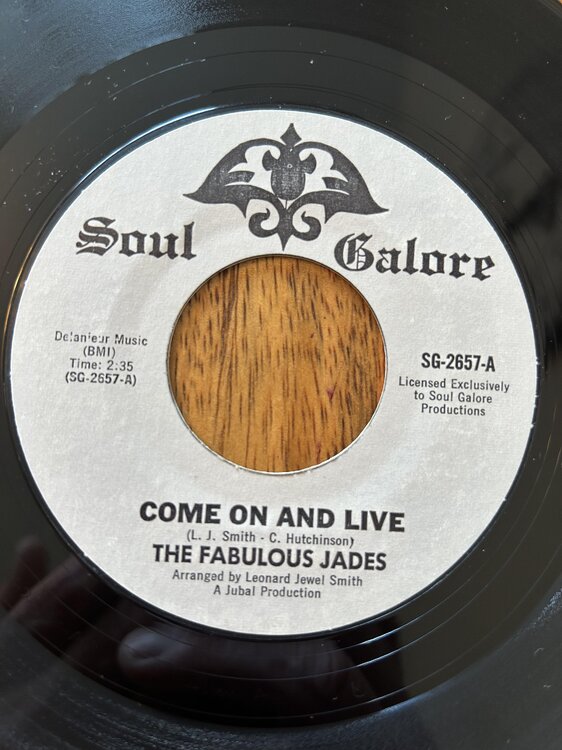 Soul Galore
Delanieur Music
(BMI)
Time: 2:35
(SG-2657-A)
SG-2657-A
Licensed Exclusively
to Soul Galore
Productions
COME ON AND LIVE
(L. J. Smith - C. Hutchinson)
THE FABULOUS JADES
Arranged by Leonard Jewel Smith
A Jubal Production